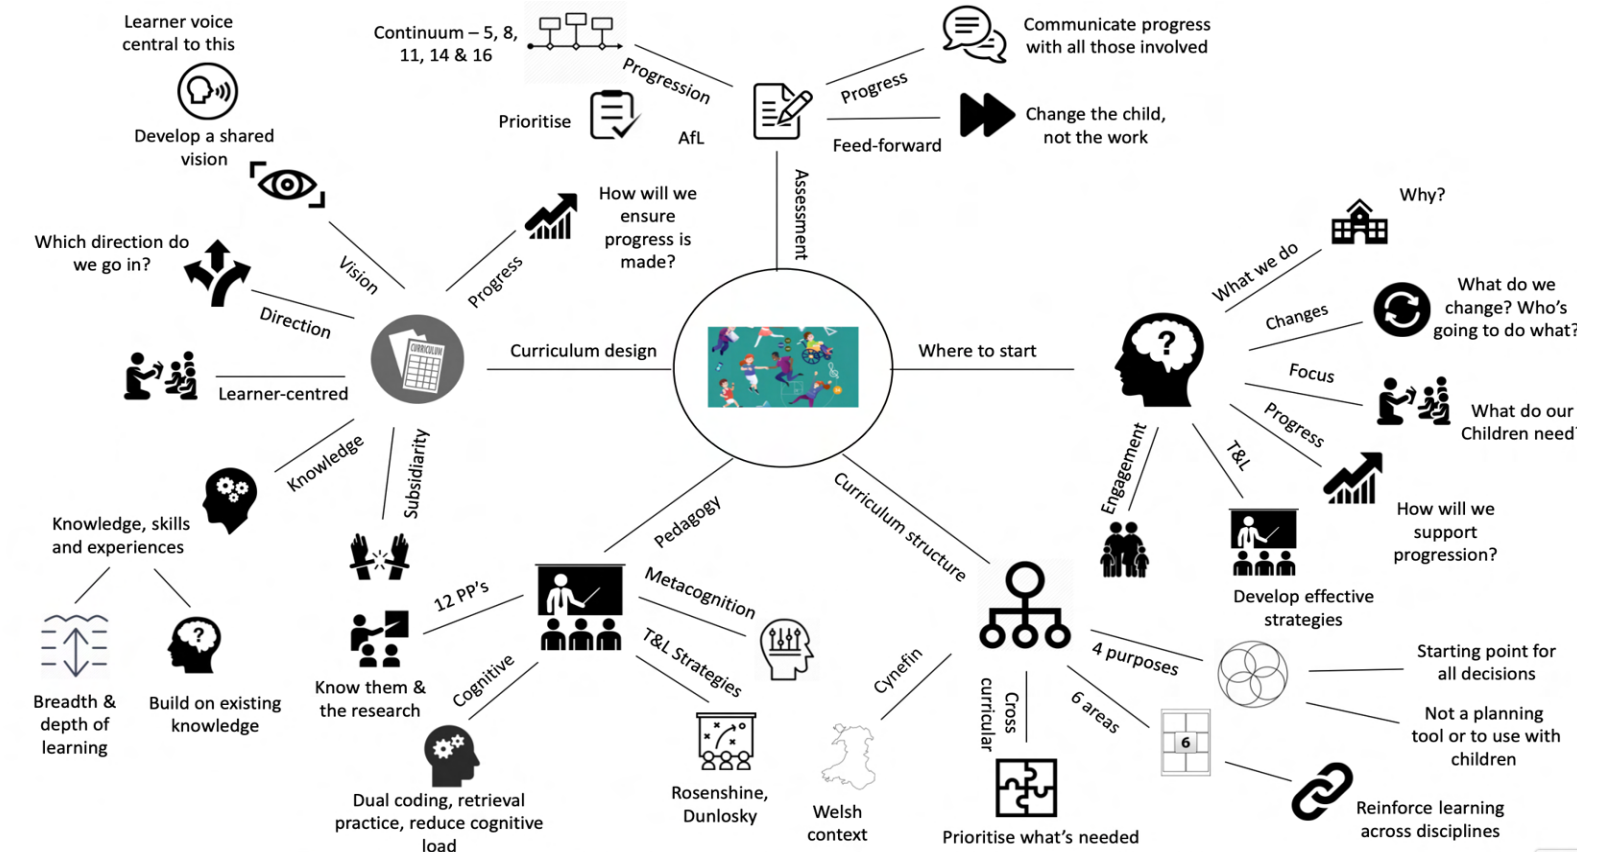 Learner voice
central to this
Develop a shared
vision
Vision
Which direction do
we go in?
Direction
Learner-centred
Knowledge
Knowledge, skills
and experiences
Breadth &
depth of
learning
Build on existing
knowledge
Subsidiarity
Progress
How will we
ensure
progress is
made?
CURRICULUM
Curriculum design
Continuum – 5, 8,
11, 14 & 16
Progression
Prioritise
AfL
Progress
Communicate progress
with all those involved
Feed-forward
Change the child,
not the work
Assessment
Where to start
What we do
Why?
Changes
What do we
change? Who's
going to do what?
Focus
What do our
Children need
Progress
How will we
support
progression?
T&L
Develop effective
strategies
Engagement
?
Pedagogy
12 PP's
Know them &
the research
Cognitive
Dual coding, retrieval
practice, reduce cognitive
load
Metacognition
T&L Strategies
Rosenshine,
Dunlosky
Curriculum structure
Cynefin
Welsh
context
Cross
curricular
Prioritise what's needed
6 areas
6
Reinforce learning
across disciplines
4 purposes
Starting point for
all decisions
Not a planning
tool or to use with
children
?